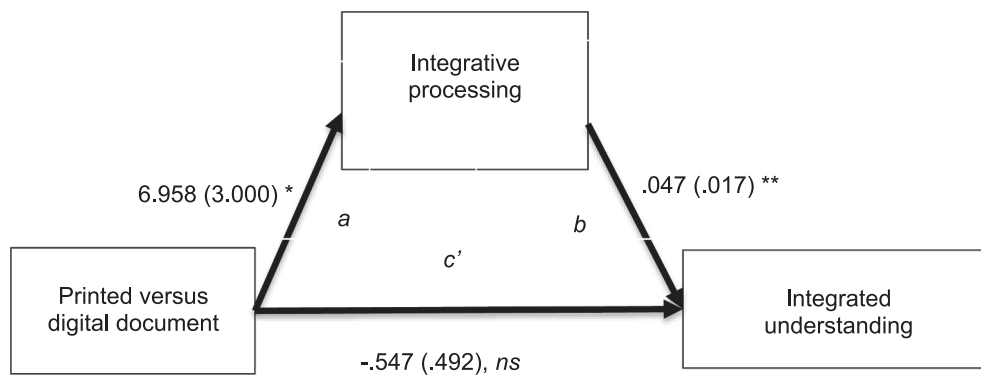 Integrative
processing
6.958 (3.000) *
.047 (.017) **
a
b
c’
Printed versus
digital document
Integrated
understanding
-.547 (.492), ns